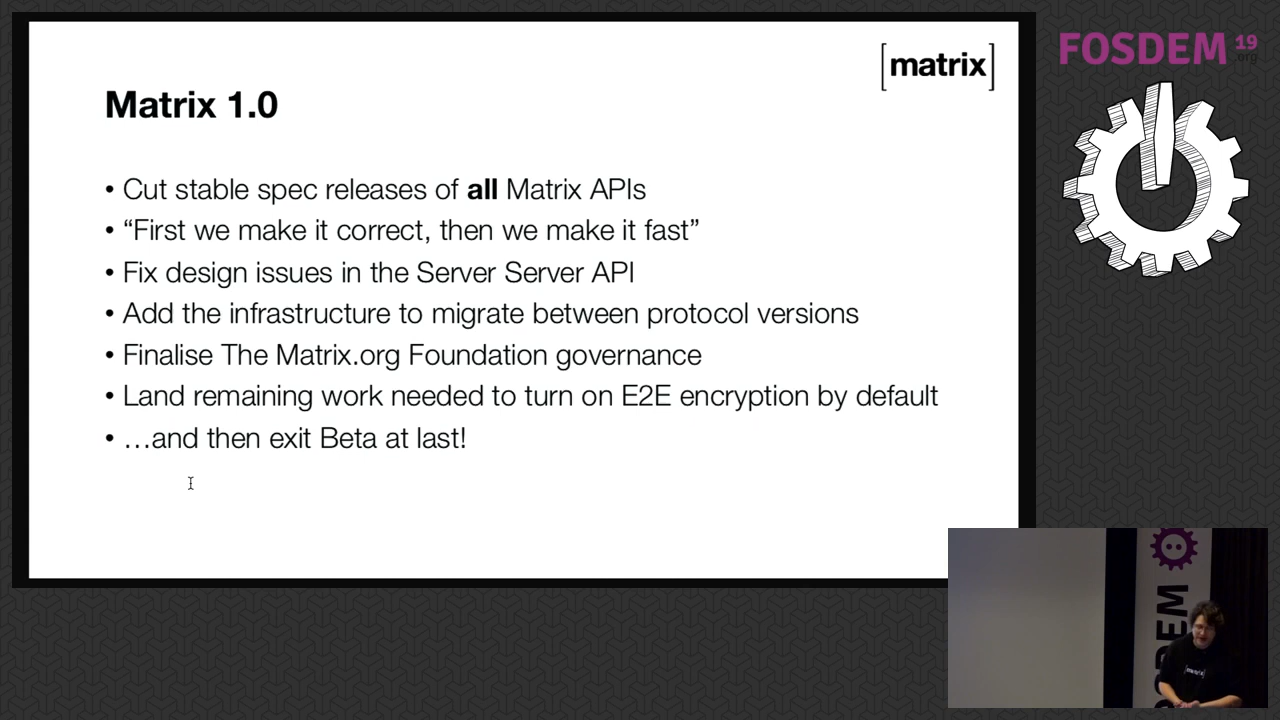 [matrix]
FOSDEM 19
.org
Matrix 1.0
• Cut stable spec releases of all Matrix APIs
• “First we make it correct, then we make it fast”
• Fix design issues in the Server Server API
• Add the infrastructure to migrate between protocol versions
• Finalise The Matrix.org Foundation governance
• Land remaining work needed to turn on E2E encryption by default
• …and then exit Beta at last!
DEM
[matrix]